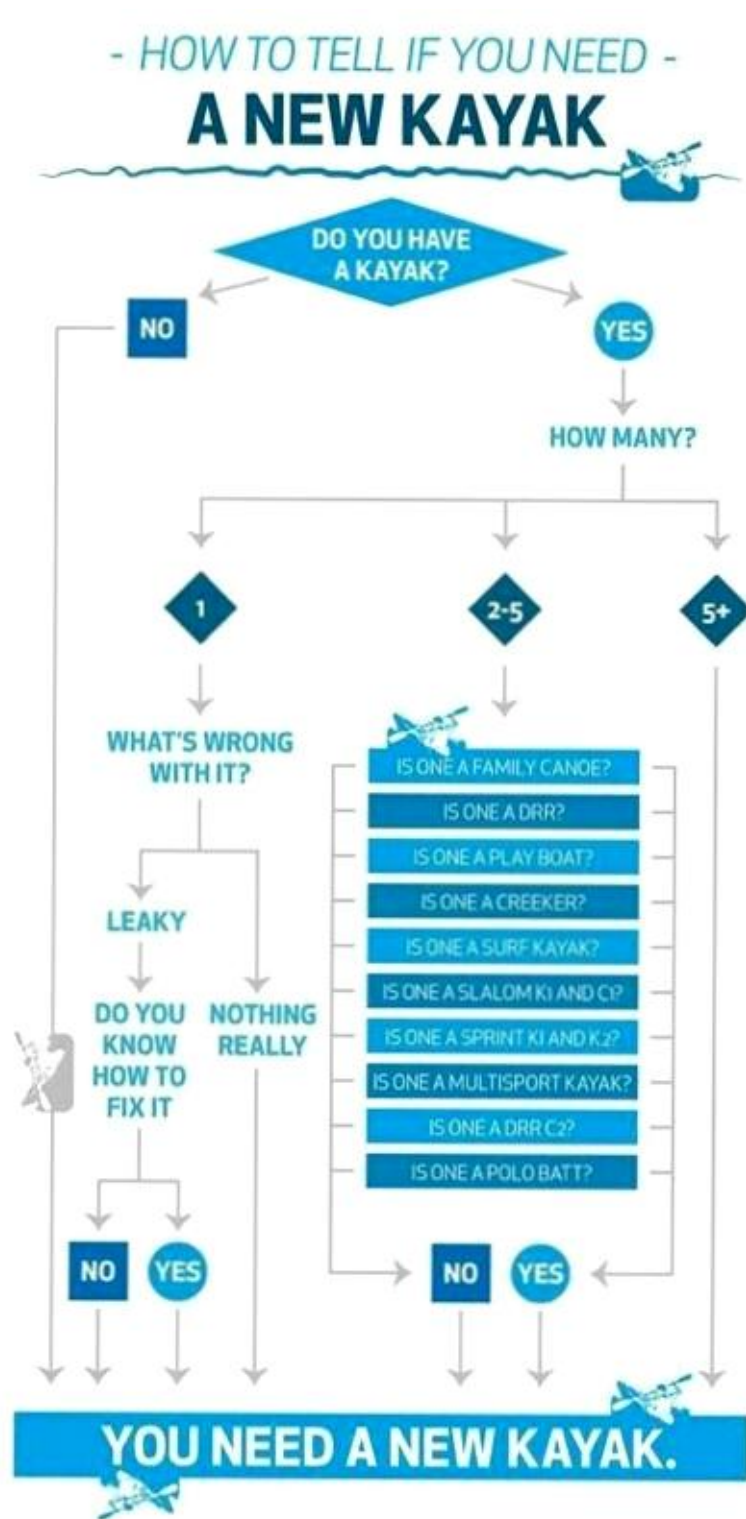 - HOW TO TELL IF YOU NEED -
A NEW KAYAK
DO YOU HAVE
A KAYAK?
NO
YES
HOW MANY?
1
2-5
5+
WHAT'S WRONG
WITH IT?
LEAKY
DO YOU
KNOW
HOW TO
FIX IT
NOTHING
REALLY
NO
YES
IS ONE A FAMILY CANOE?
IS ONE A DRR?
IS ONE A PLAY BOAT?
IS ONE A CREEKER?
IS ONE A SURF KAYAK?
IS ONE A SLALOM K1 AND C1?
IS ONE A SPRINT K1 AND K2?
IS ONE A MULTISPORT KAYAK?
IS ONE A DRR C2?
IS ONE A POLO BATT?
NO
YES
YOU NEED A NEW KAYAK.